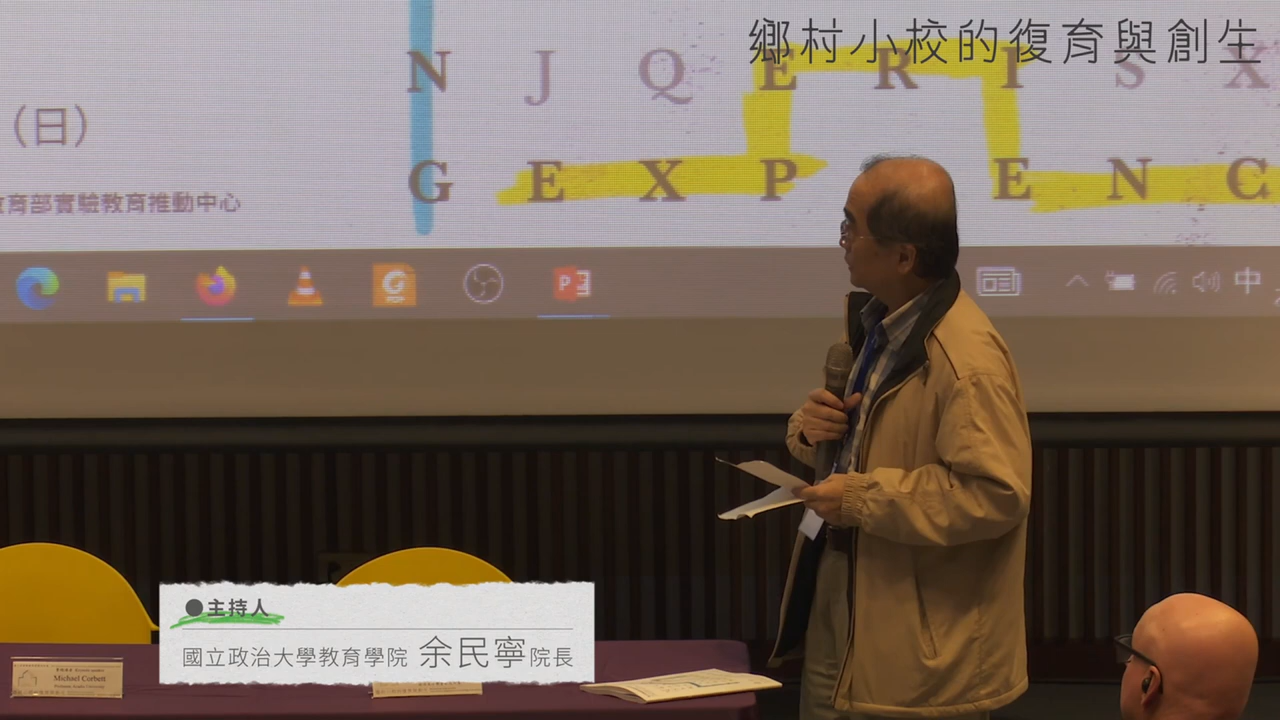 鄉村小校的復育與創生
N J Q E R I S X
（日）
G E X P E N C
教育部實驗教育推動中心
中
●主持人
國立政治大學教育學院 余民寧院長
Michael Corbett